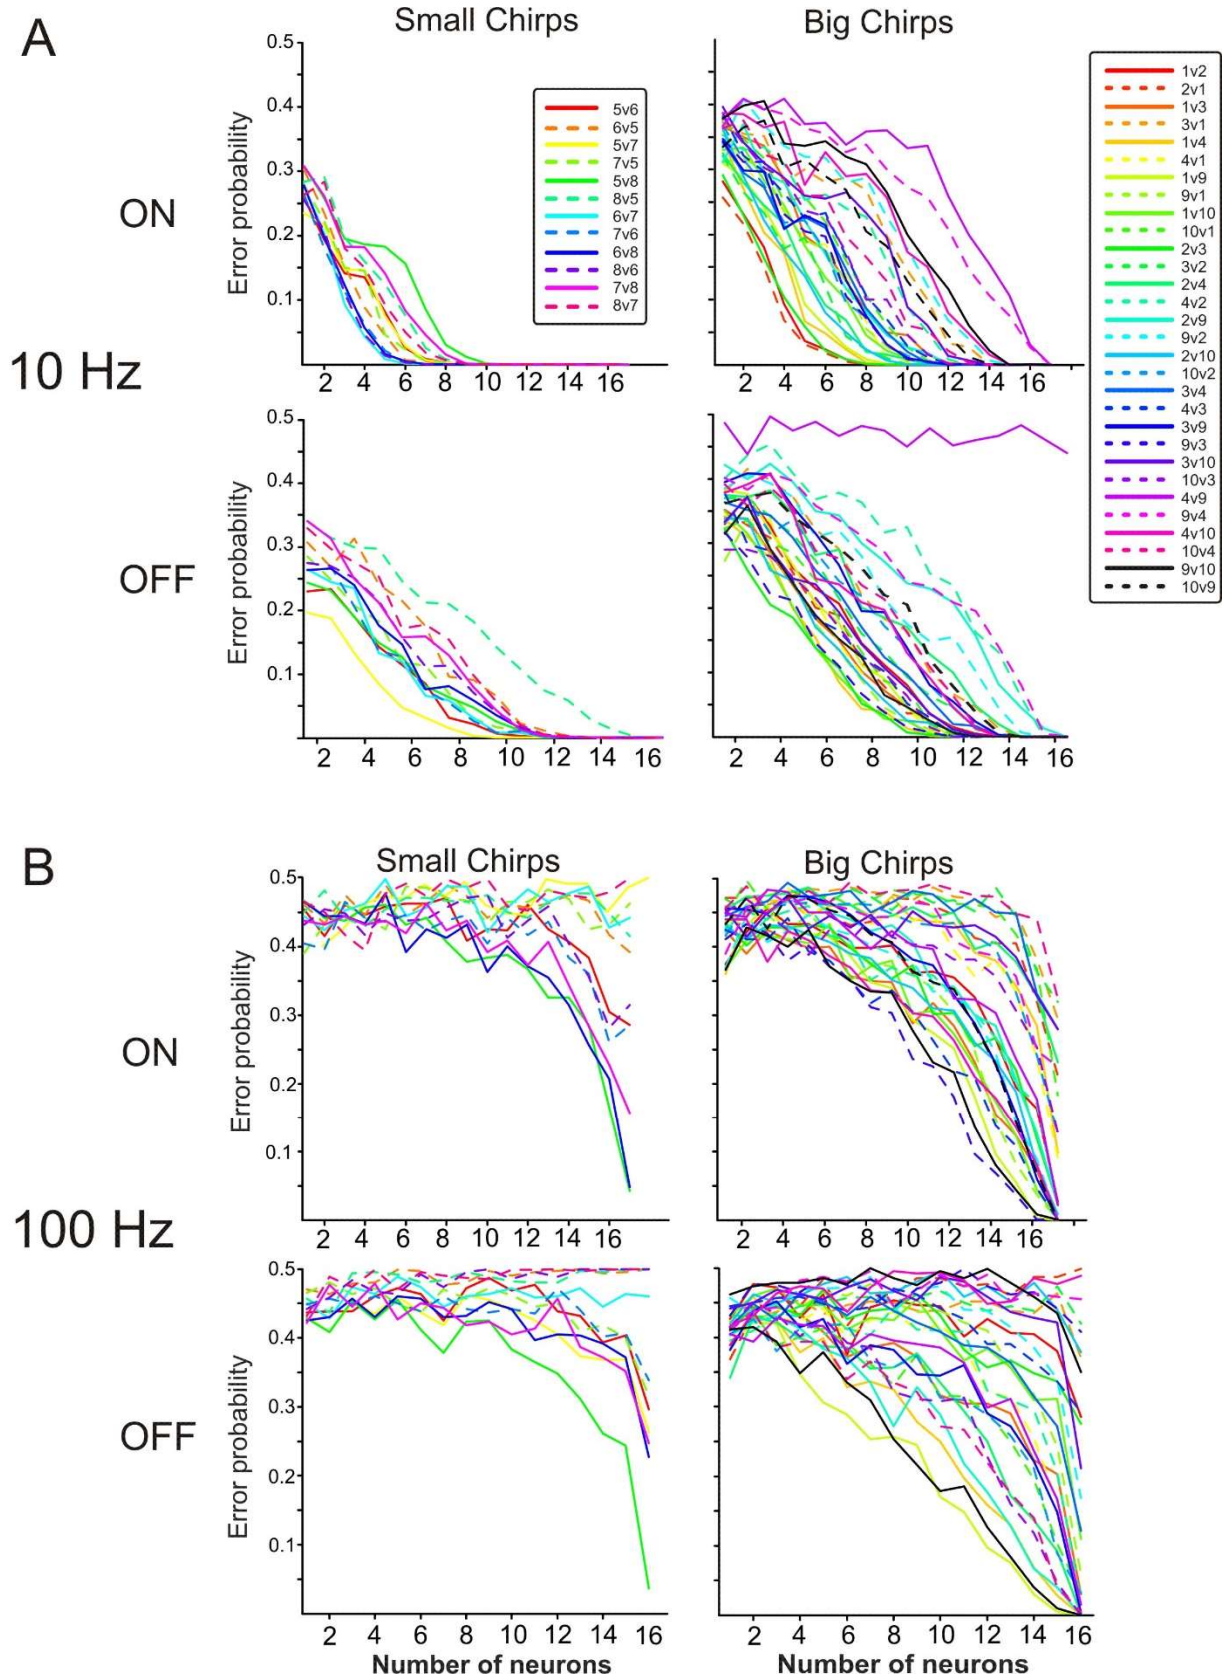 A
Small Chirps
Big Chirps
ON
Error probability
0.5
0.4
0.3
0.2
0.1
2 4 6 8 10 12 14 16
5v6
6v5
5v7
7v5
5v8
8v5
6v7
7v6
6v8
8v6
7v8
8v7
2 4 6 8 10 12 14 16
1v2
2v1
1v3
3v1
1v4
4v1
1v9
9v1
1v10
10v1
2v3
3v2
2v4
4v2
2v9
9v2
2v10
10v2
3v4
4v3
3v9
9v3
3v10
10v3
4v9
9v4
4v10
10v4
9v10
10v9
10 Hz
OFF
Error probability
0.5
0.4
0.3
0.2
0.1
2 4 6 8 10 12 14 16
2 4 6 8 10 12 14 16
B
Small Chirps
Big Chirps
ON
Error probability
0.5
0.4
0.3
0.2
0.1
2 4 6 8 10 12 14 16
2 4 6 8 10 12 14 16
100 Hz
OFF
Error probability
0.5
0.4
0.3
0.2
0.1
2 4 6 8 10 12 14 16
2 4 6 8 10 12 14 16
Number of neurons
Number of neurons